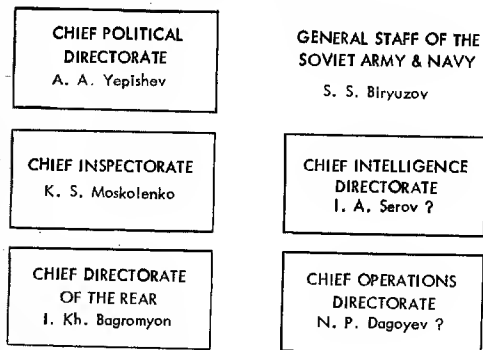 CHIEF POLITICAL
DIRECTORATE
A. A. Yepishev
GENERAL STAFF OF THE
SOVIET ARMY & NAVY
S. S. Biryuzov
CHIEF INSPECTORATE
K. S. Moskolenko
CHIEF INTELLIGENCE
DIRECTORATE
I. A. Serov ?
CHIEF DIRECTORATE
OF THE REAR
I. Kh. Bagromyon
CHIEF OPERATIONS
DIRECTORATE
N. P. Dagoyev ?